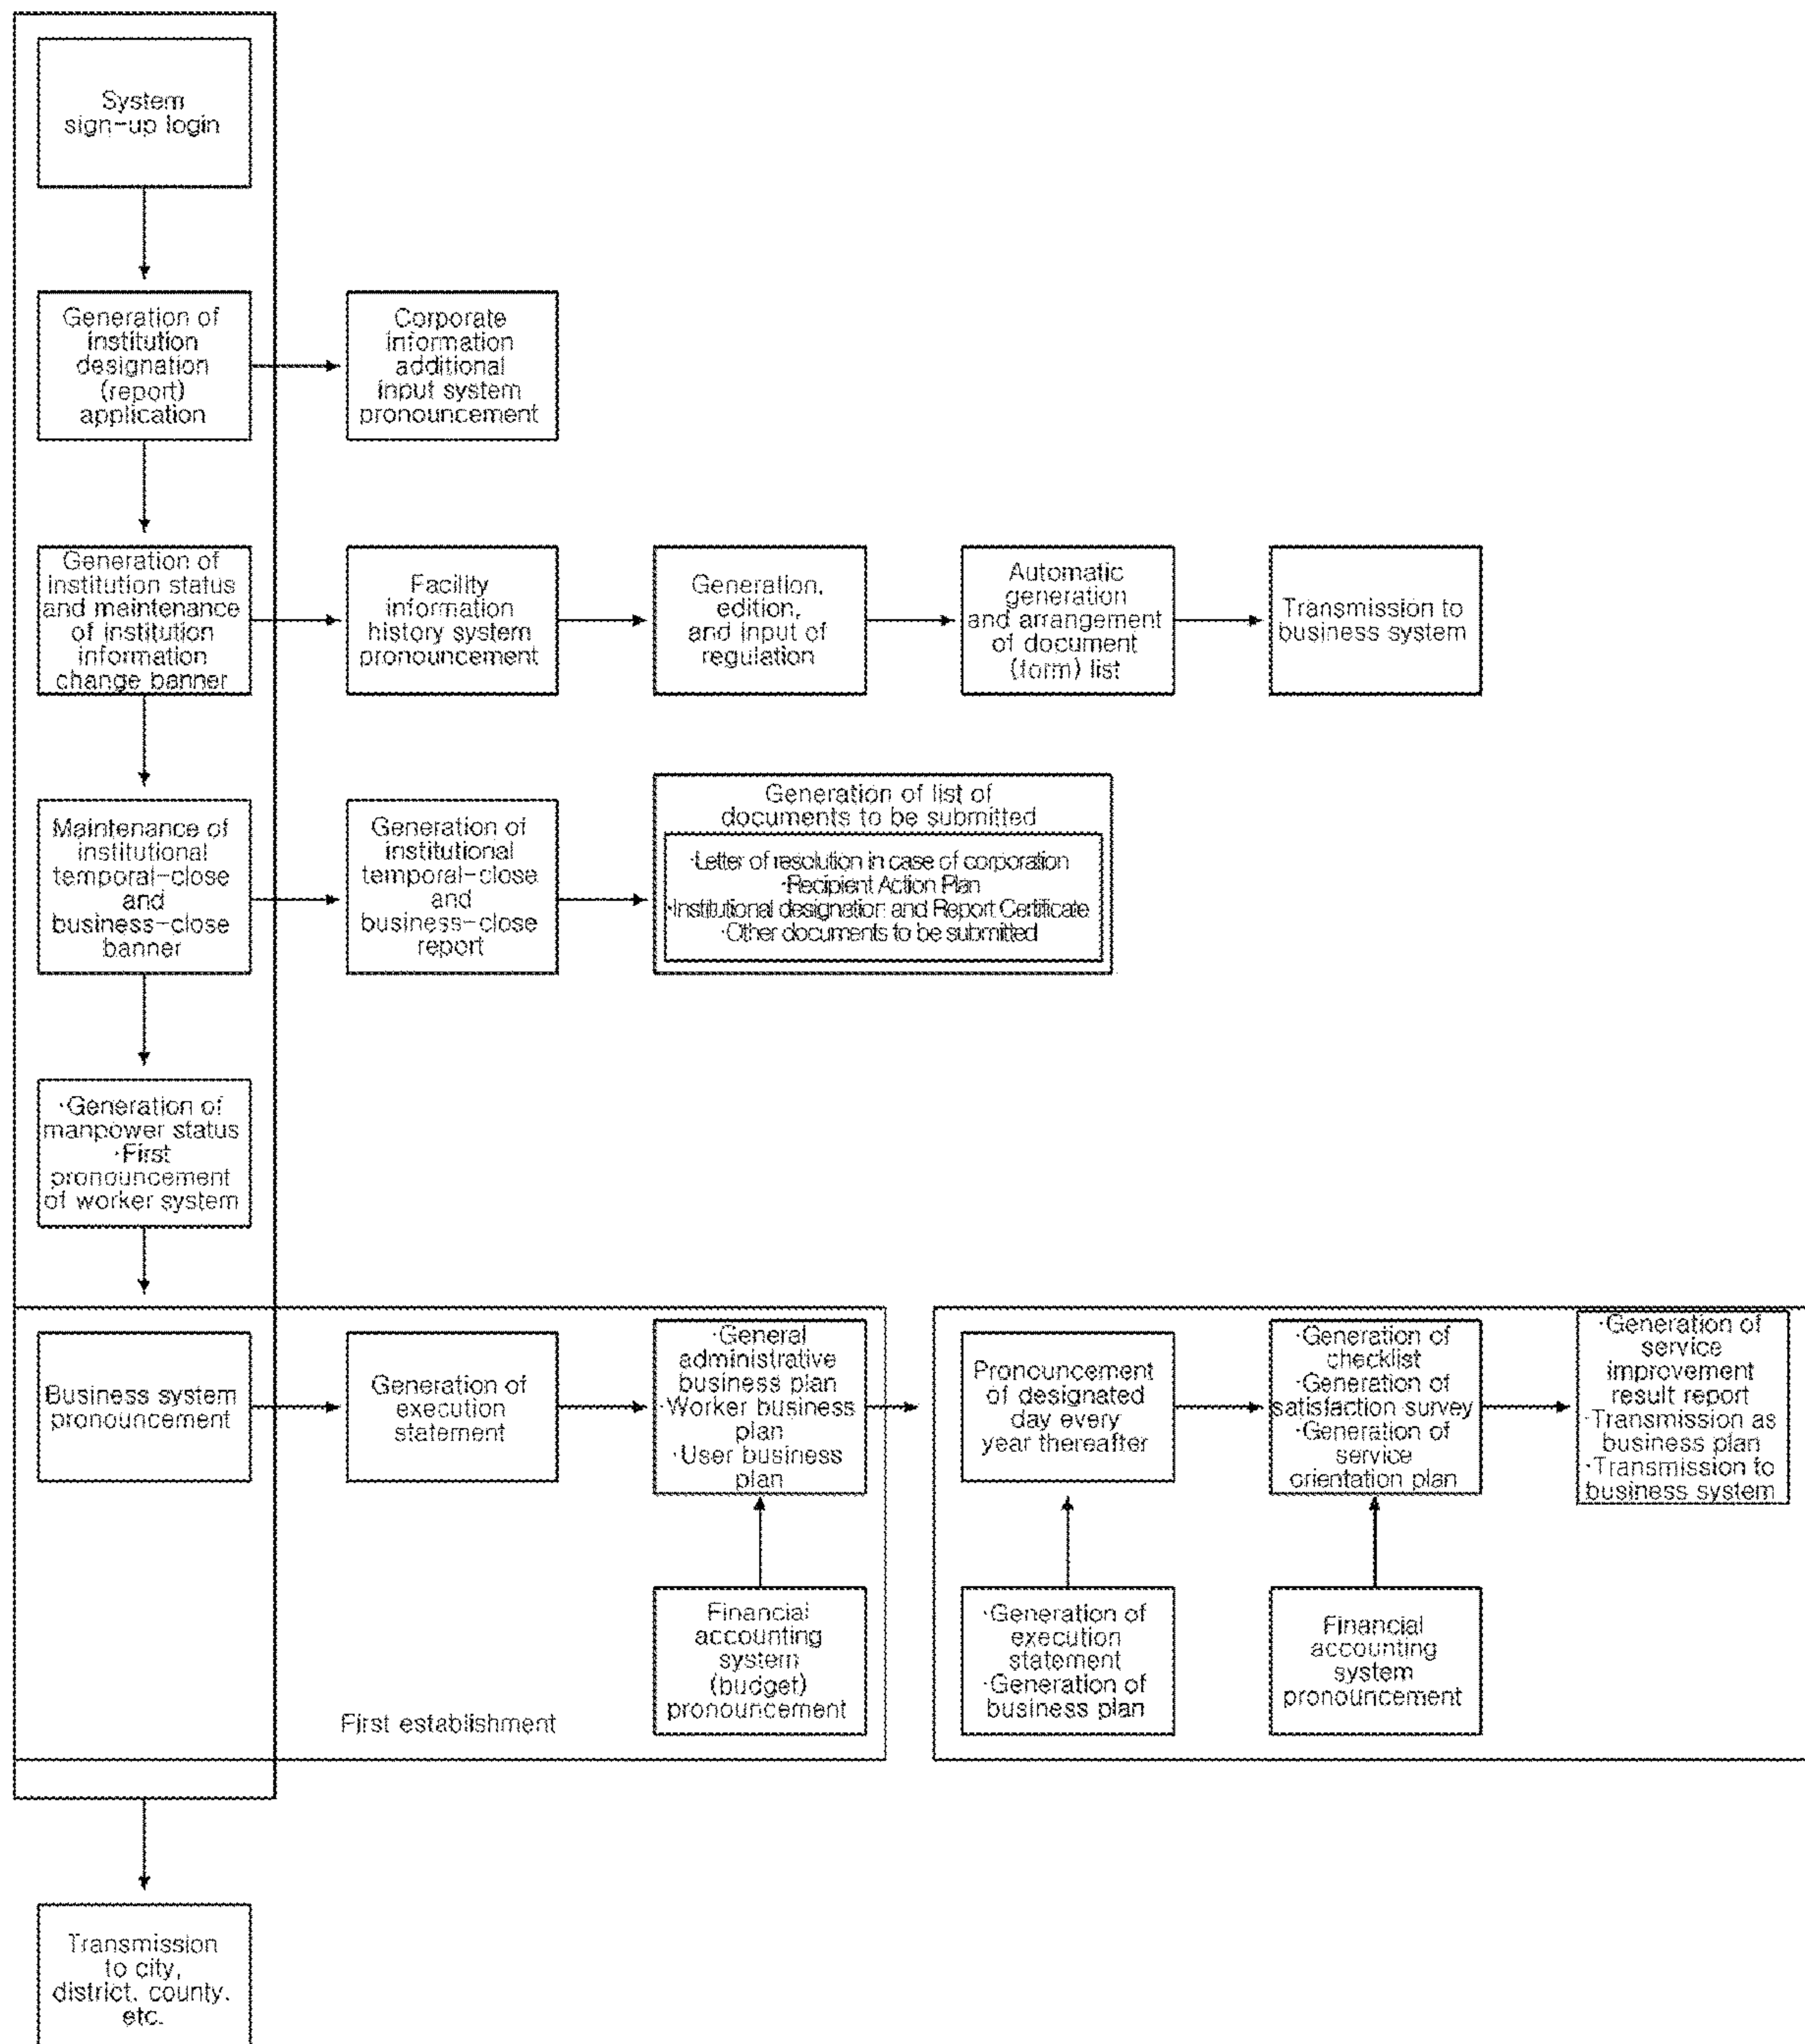 System
sign-up login
Generation of
institution
designation
(report)
application
Corporate
information
additional
input system
pronouncement
Generation of
institution status
and maintenance
of institution
information
change banner
Facility
information
history system
pronouncement
Generation,
edition,
and input of
regulation
Automatic
generation
and arrangement
of document
(form) list
Transmission to
business system
Maintenance of
institutional
temporal-close
and
business-close
banner
Generation of
institutional
temporal-close
and
business-close
report
Generation of list of
documents to be submitted
·Letter of resolution in case of corporation
·Recipient Action Plan
·Institutional designation and Report Certificate
·Other documents to be submitted
·Generation of
manpower status
·First
pronouncement
of worker system
Business system
pronouncement
Generation of
execution
statement
·General
administrative
business plan
·Worker business
plan
·User business
plan
Pronouncement
of designated
day every
year thereafter
·Generation of
checklist
·Generation of
satisfaction survey
·Generation of
service
orientation plan
·Generation of
service
improvement
result report
·Transmission as
business plan
·Transmission to
business system
Financial
accounting
system
(budget)
pronouncement
·Generation of
execution
statement
·Generation of
business plan
Financial
accounting
system
pronouncement
First establishment
Transmission
to city,
district, county,
etc.